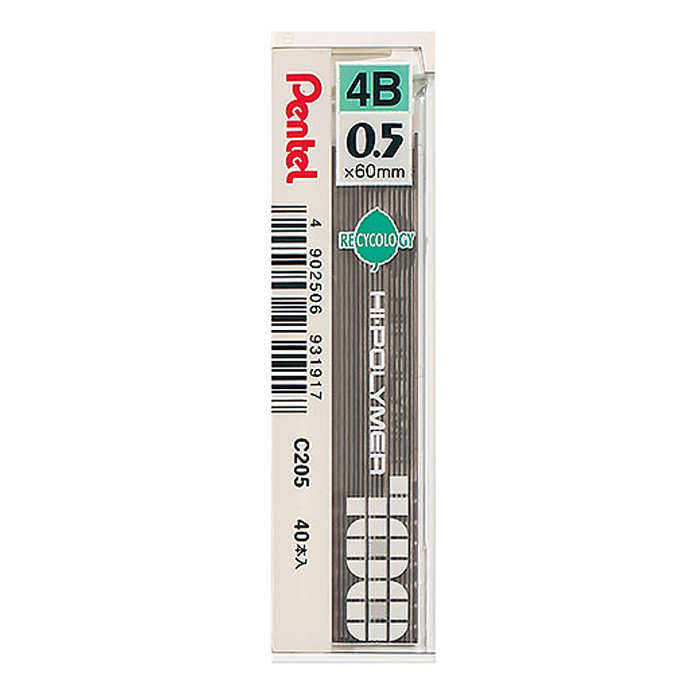 Pentel
4 902506 931917
C205 40本入
4B
0.5
×60mm
RECYCOLOGY
HI-POLYMER
100